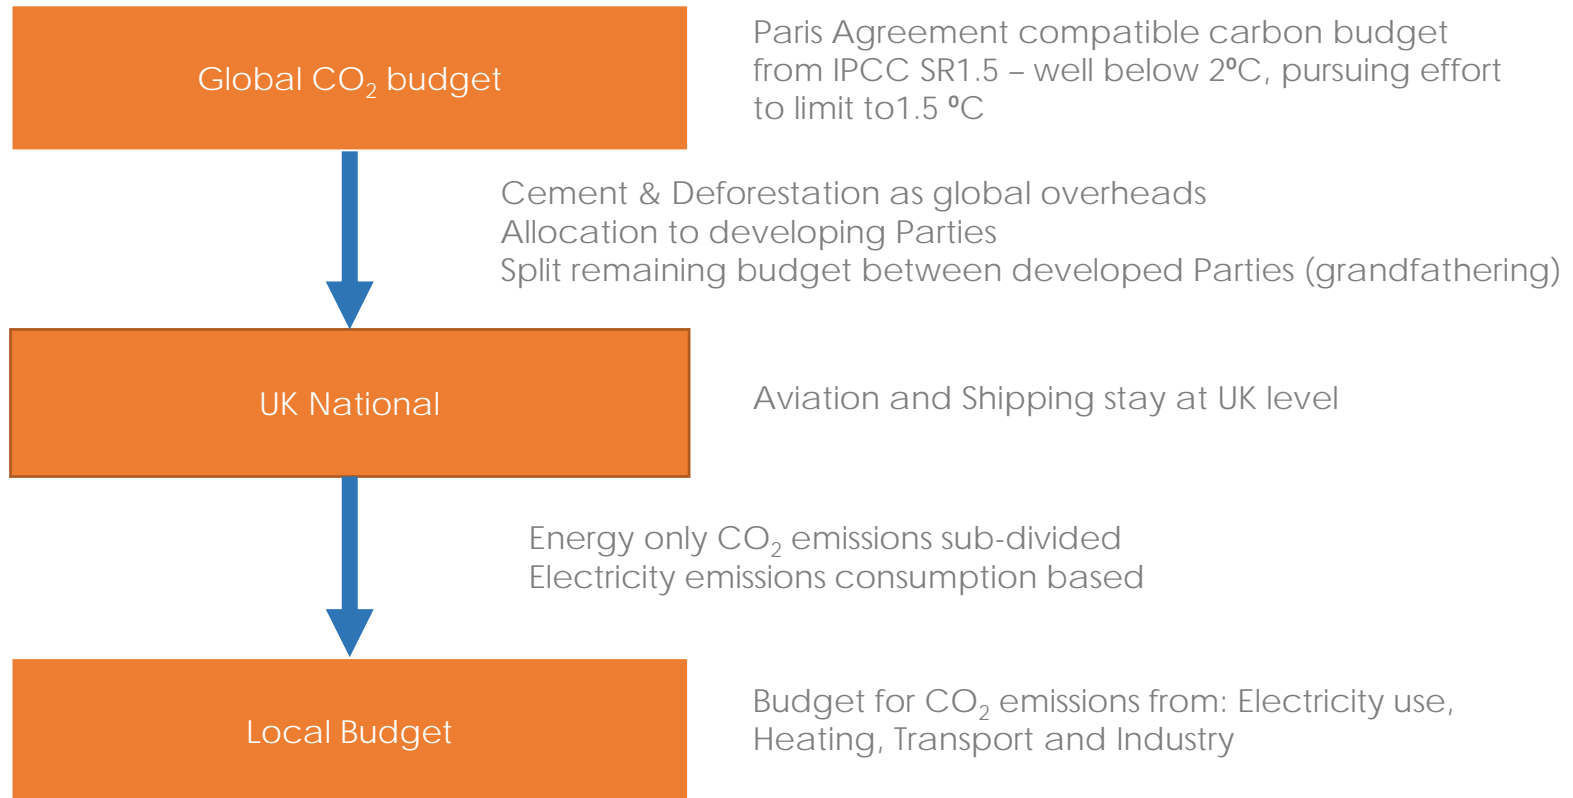 Global CO₂ budget
Paris Agreement compatible carbon budget
from IPCC SR1.5 – well below 2⁰C, pursuing effort
to limit to1.5 ⁰C
Cement & Deforestation as global overheads
Allocation to developing Parties
Split remaining budget between developed Parties (grandfathering)
UK National
Aviation and Shipping stay at UK level
Energy only CO₂ emissions sub-divided
Electricity emissions consumption based
Local Budget
Budget for CO₂ emissions from: Electricity use,
Heating, Transport and Industry